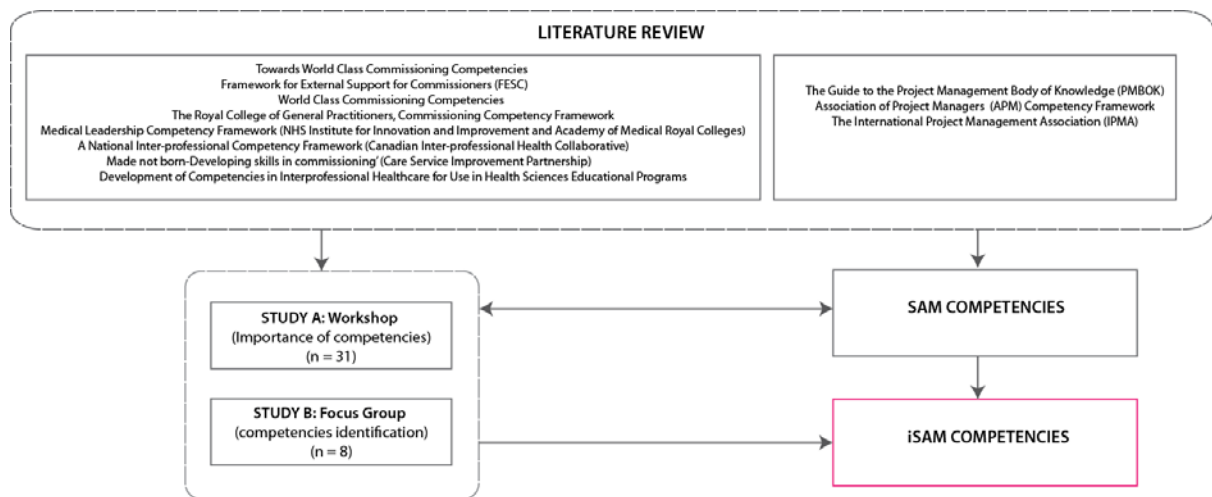 LITERATURE REVIEW
Towards World Class Commissioning Competencies
Framework for External Support for Commissioners (FESC)
World Class Commissioning Competencies
The Royal College of General Practitioners, Commissioning Competency Framework
Medical Leadership Competency Framework (NHS Institute for Innovation and Improvement and Academy of Medical Royal Colleges)
A National Inter-professional Competency Framework (Canadian Inter-professional Health Collaborative)
Made not born-Developing skills in commissioning' (Care Service Improvement Partnership)
Development of Competencies in Interprofessional Healthcare for Use in Health Sciences Educational Programs
The Guide to the Project Management Body of Knowledge (PMBOK)
Association of Project Managers (APM) Competency Framework
The International Project Management Association (IPMA)
STUDY A: Workshop
(Importance of competencies)
(n = 31)
SAM COMPETENCIES
STUDY B: Focus Group
(competencies identification)
(n = 8)
iSAM COMPETENCIES